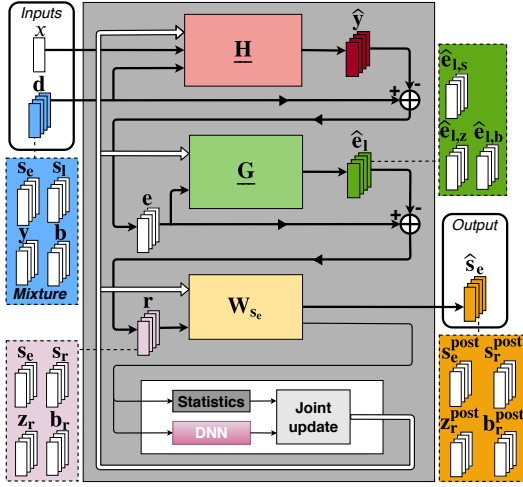 Inputs
x
d
s_e s_l
y b
Mixture
H
ŷ
+ -
ê_l,s
ê_l,z ê_l,b
G
ê_l
e
+ -
r
W_s_e
Output
ŝ_e
s_e s_r
z_r b_r
s_e^post s_r^post
z_r^post b_r^post
Statistics
DNN
Joint
update